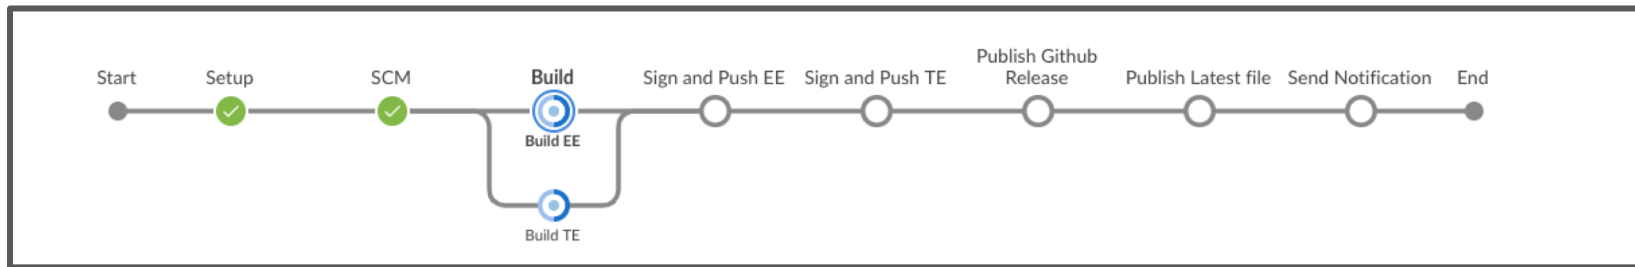 Start
Setup
SCM
Build
Build EE
Build TE
Sign and Push EE
Sign and Push TE
Publish Github
Release
Publish Latest file
Send Notification
End